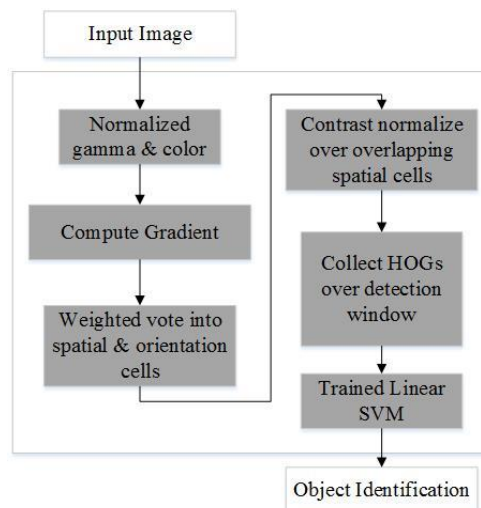 Input Image
Normalized
gamma & color
Compute Gradient
Weighted vote into
spatial & orientation
cells
Contrast normalize
over overlapping
spatial cells
Collect HOGs
over detection
window
Trained Linear
SVM
Object Identification